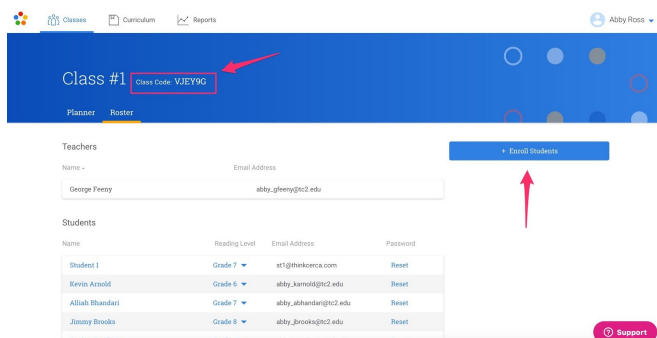 Classes Curriculum Reports Abby Ross
Class #1 Class Code: VJEY9G
Planner Roster
Teachers
+ Enroll Students
Name Email Address
George Feeny abby_gfeeny@tc2.edu
Students
Name Reading Level Email Address Password
Student 1 Grade 7 st1@thinkcerca.com Reset
Kevin Arnold Grade 6 abby_karnold@tc2.edu Reset
Alliah Bhandari Grade 7 abby_abhandari@tc2.edu Reset
Jimmy Brooks Grade 8 abby_jbrooks@tc2.edu Reset
Support